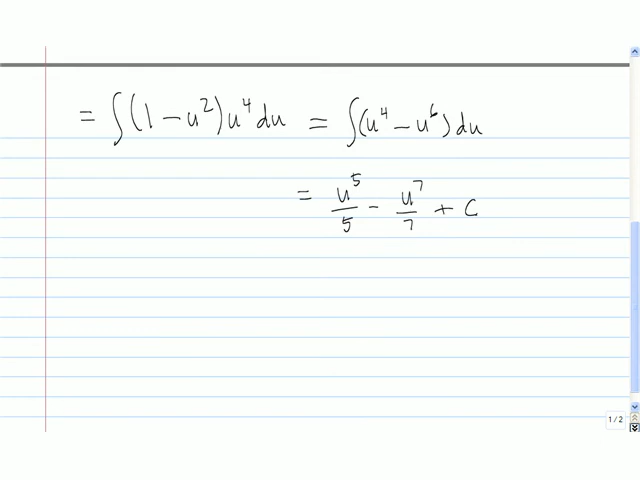 = ∫(1 − u²)u⁴ du = ∫(u⁴ − u⁶) du
= u⁵/5 − u⁷/7 + C
1 / 2